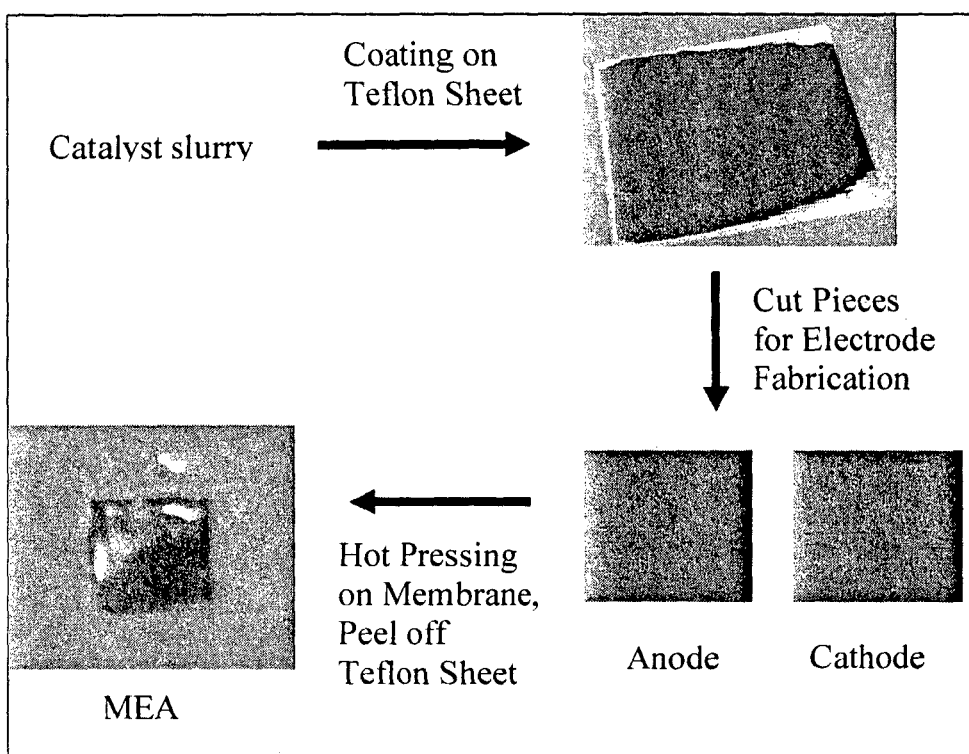 Coating on
Teflon Sheet
Catalyst slurry
Cut Pieces
for Electrode
Fabrication
Hot Pressing
on Membrane,
Peel off
Teflon Sheet
Anode
Cathode
MEA